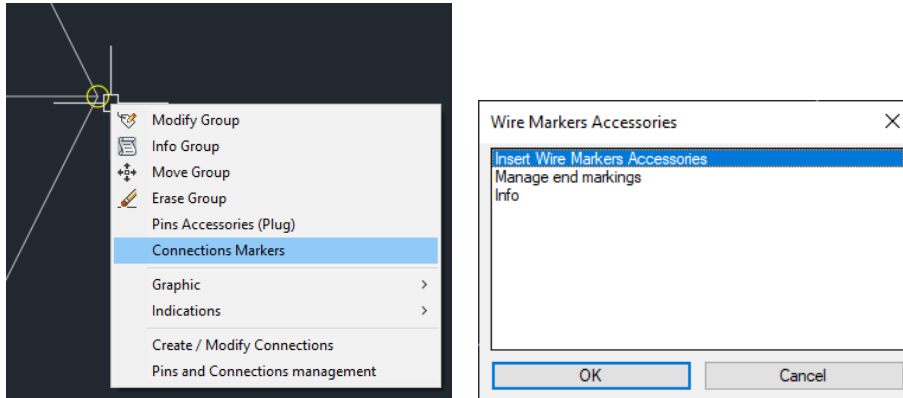 Modify Group
Info Group
Move Group
Erase Group
Pins Accessories (Plug)
Connections Markers
Graphic
Indications
Create / Modify Connections
Pins and Connections management
Wire Markers Accessories
Insert Wire Markers Accessories
Manage end markings
Info
OK
Cancel